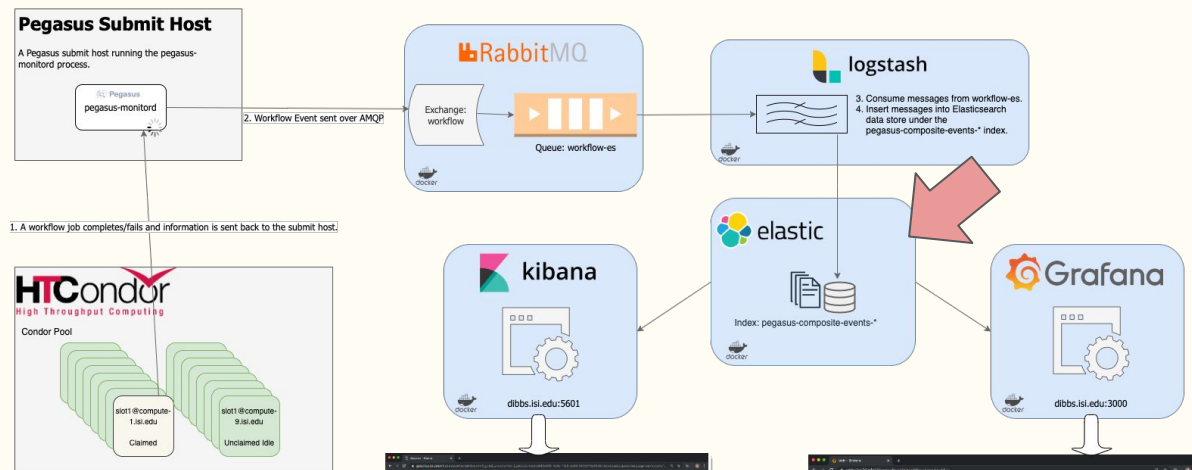 Pegasus Submit Host
A Pegasus submit host running the pegasus-
monitord process.
Pegasus
pegasus-monitord
2. Workflow Event sent over AMQP
RabbitMQ
Exchange:
workflow
Queue: workflow-es
docker
logstash
3. Consume messages from workflow-es.
4. Insert messages into Elasticsearch
data store under the
pegasus-composite-events-* index.
docker
1. A workflow job completes/fails and information is sent back to the submit host.
elastic
Index: pegasus-composite-events-*
docker
kibana
dibbs.isi.edu:5601
docker
Grafana
dibbs.isi.edu:3000
docker
HTCondor
High Throughput Computing
Condor Pool
slot1@compute-
1.isi.edu
Claimed
slot1@compute-
9.isi.edu
Unclaimed Idle